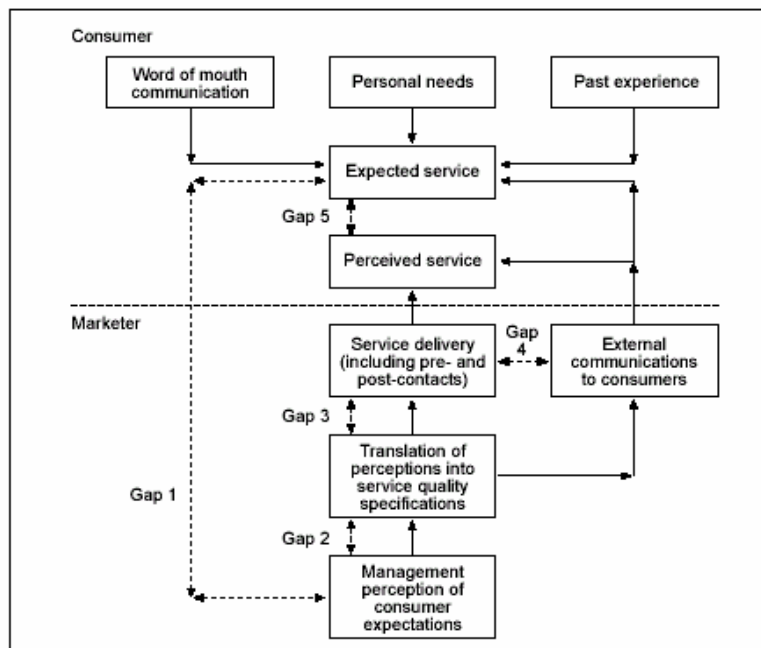 Consumer
Word of mouth
communication
Personal needs
Past experience
Expected service
Gap 5
Perceived service
Marketer
Service delivery
(including pre- and
post-contacts)
Gap
4
External
communications
to consumers
Gap 3
Translation of
perceptions into
service quality
specifications
Gap 1
Gap 2
Management
perception of
consumer
expectations